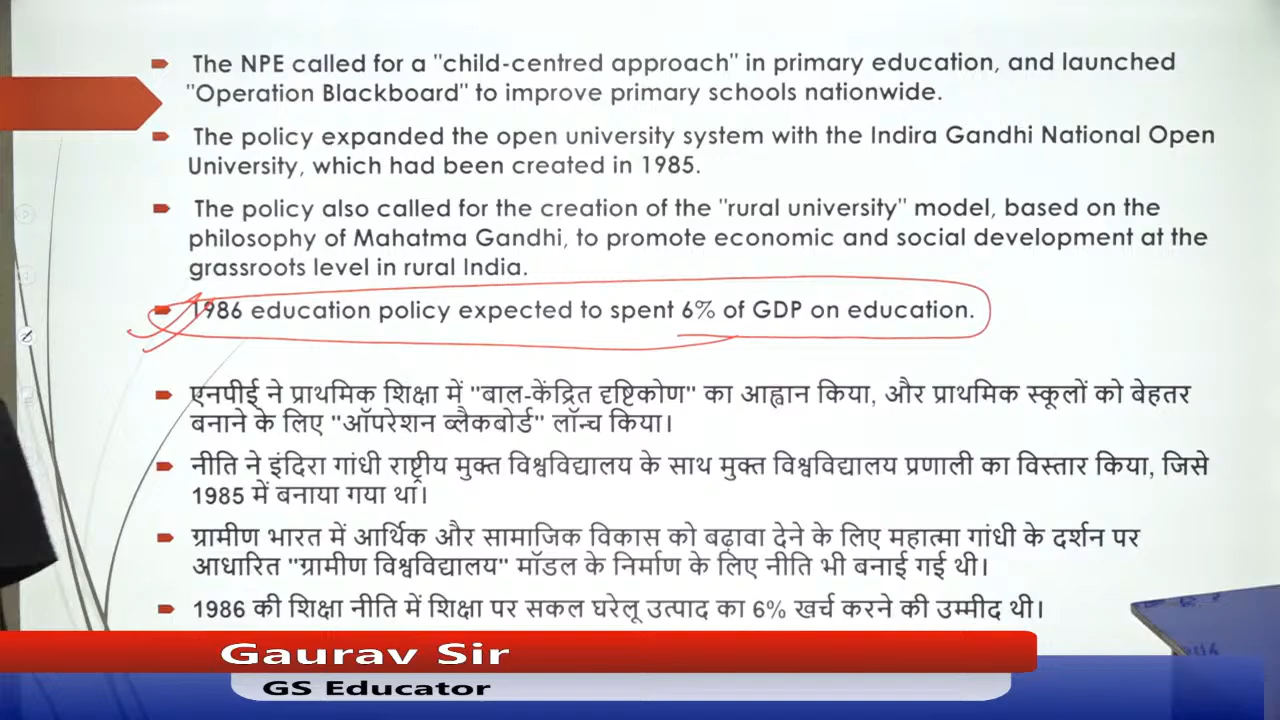 The NPE called for a "child-centred approach" in primary education, and launched
"Operation Blackboard" to improve primary schools nationwide.
The policy expanded the open university system with the Indira Gandhi National Open
University, which had been created in 1985.
The policy also called for the creation of the "rural university" model, based on the
philosophy of Mahatma Gandhi, to promote economic and social development at the
grassroots level in rural India.
1986 education policy expected to spent 6% of GDP on education.
एनपीई ने प्राथमिक शिक्षा में "बाल-केंद्रित दृष्टिकोण" का आह्वान किया, और प्राथमिक स्कूलों को बेहतर
बनाने के लिए "ऑपरेशन ब्लैकबोर्ड" लॉन्च किया।
नीति ने इंदिरा गांधी राष्ट्रीय मुक्त विश्वविद्यालय के साथ मुक्त विश्वविद्यालय प्रणाली का विस्तार किया, जिसे
1985 में बनाया गया था।
ग्रामीण भारत में आर्थिक और सामाजिक विकास को बढ़ावा देने के लिए महात्मा गांधी के दर्शन पर
आधारित "ग्रामीण विश्वविद्यालय" मॉडल के निर्माण के लिए नीति भी बनाई गई थी।
1986 की शिक्षा नीति में शिक्षा पर सकल घरेलू उत्पाद का 6% खर्च करने की उम्मीद थी।
Gaurav Sir
GS Educator